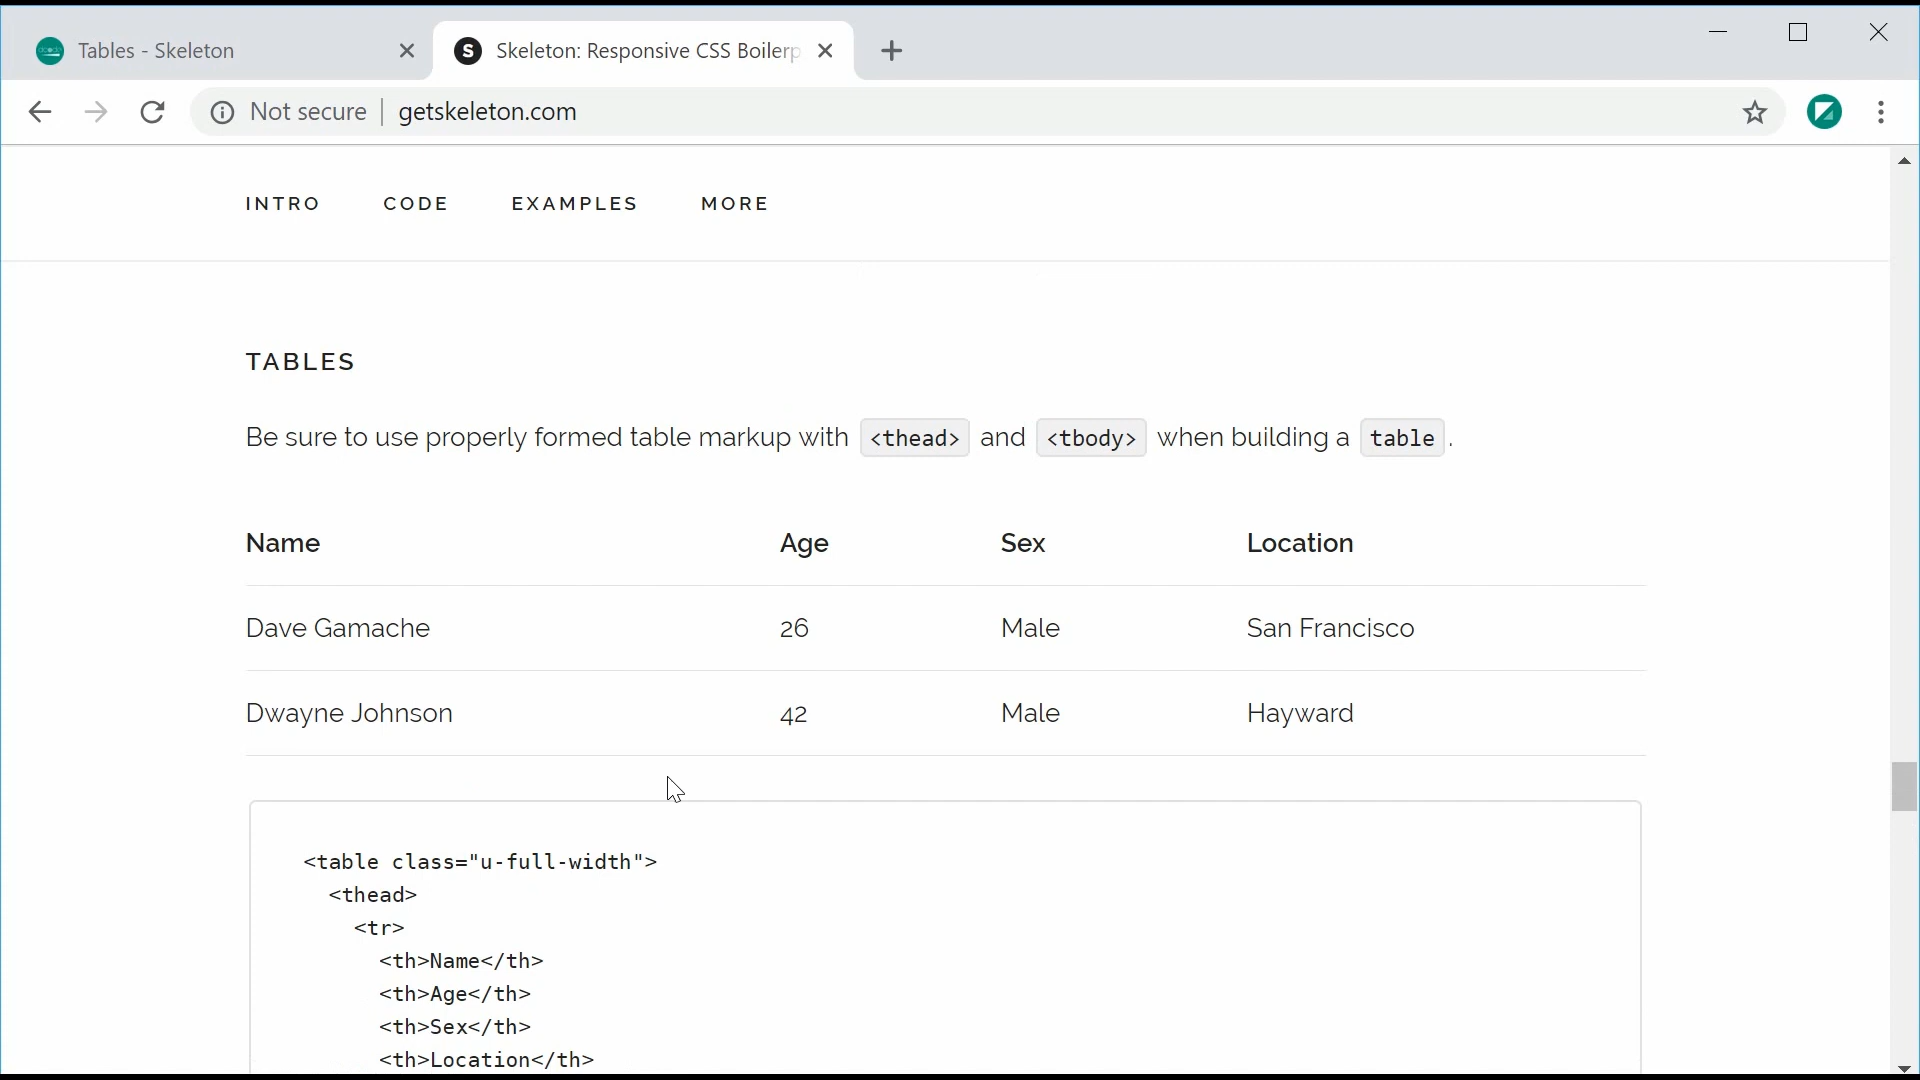 Tables - Skeleton
S Skeleton: Responsive CSS Boilerp
Not secure | getskeleton.com
INTRO CODE EXAMPLES MORE
TABLES
Be sure to use properly formed table markup with <thead> and <tbody> when building a table.
Name Age Sex Location
Dave Gamache 26 Male San Francisco
Dwayne Johnson 42 Male Hayward
<table class="u-full-width">
<thead>
<tr>
<th>Name</th>
<th>Age</th>
<th>Sex</th>
<th>Location</th>